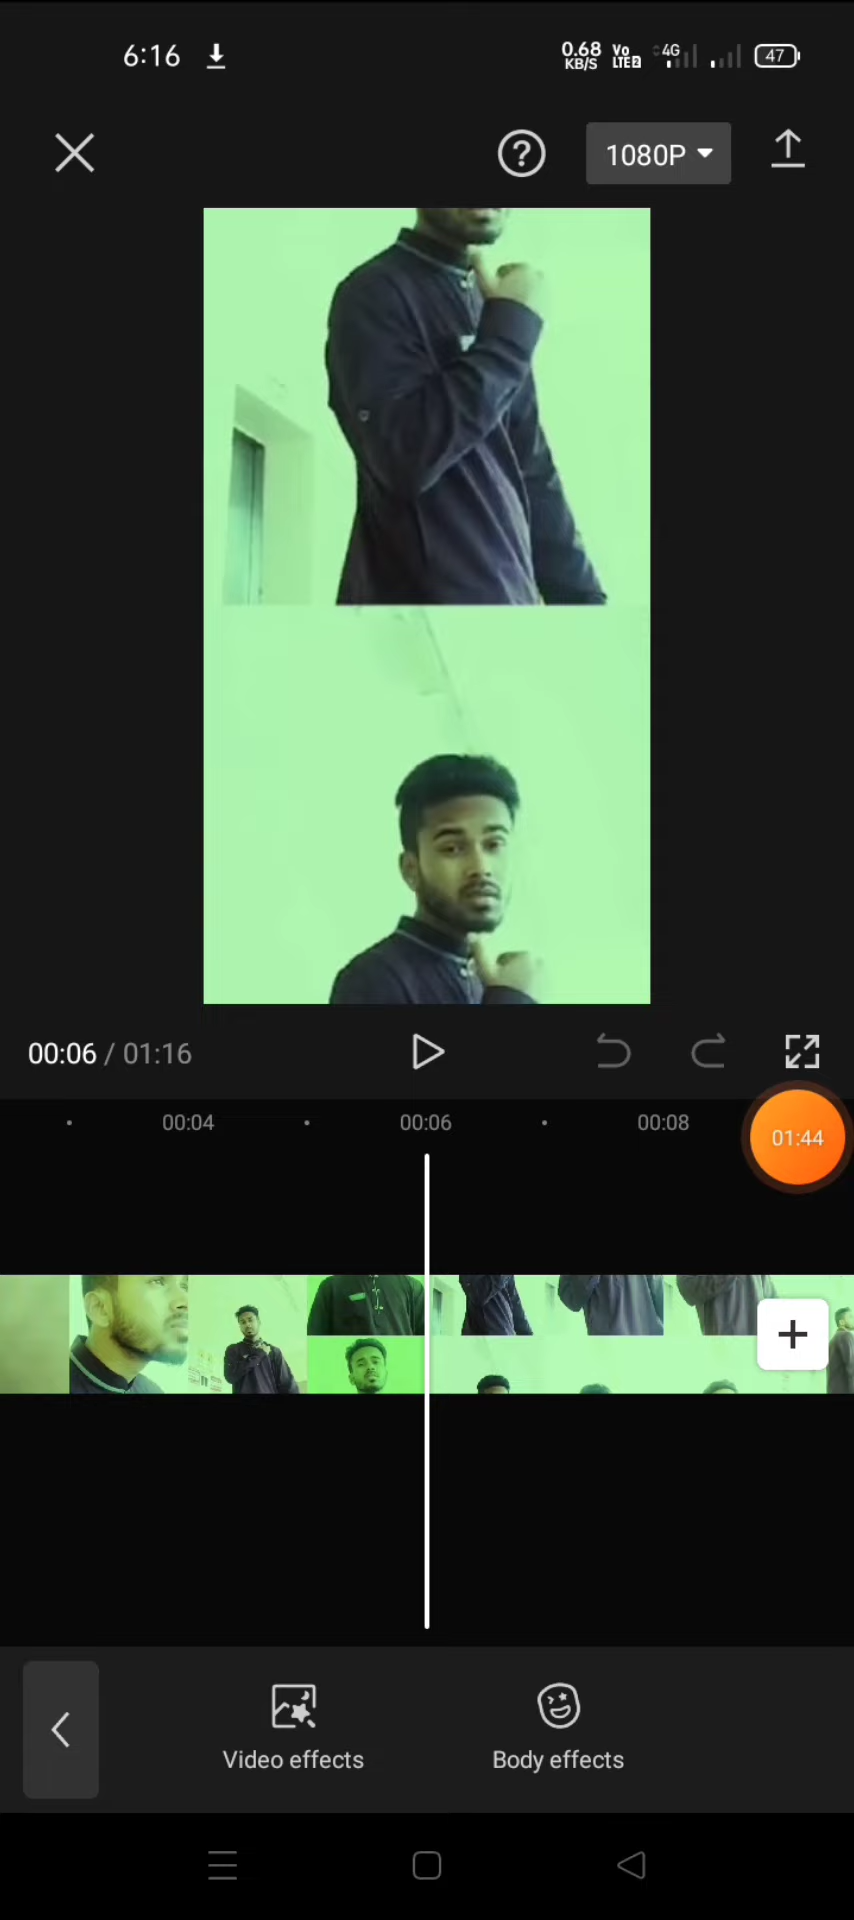 6:16 0.68 KB/S Vo LTE2 4G 47
? 1080P
00:06 / 01:16
00:04 00:06 00:08
01:44
Video effects Body effects